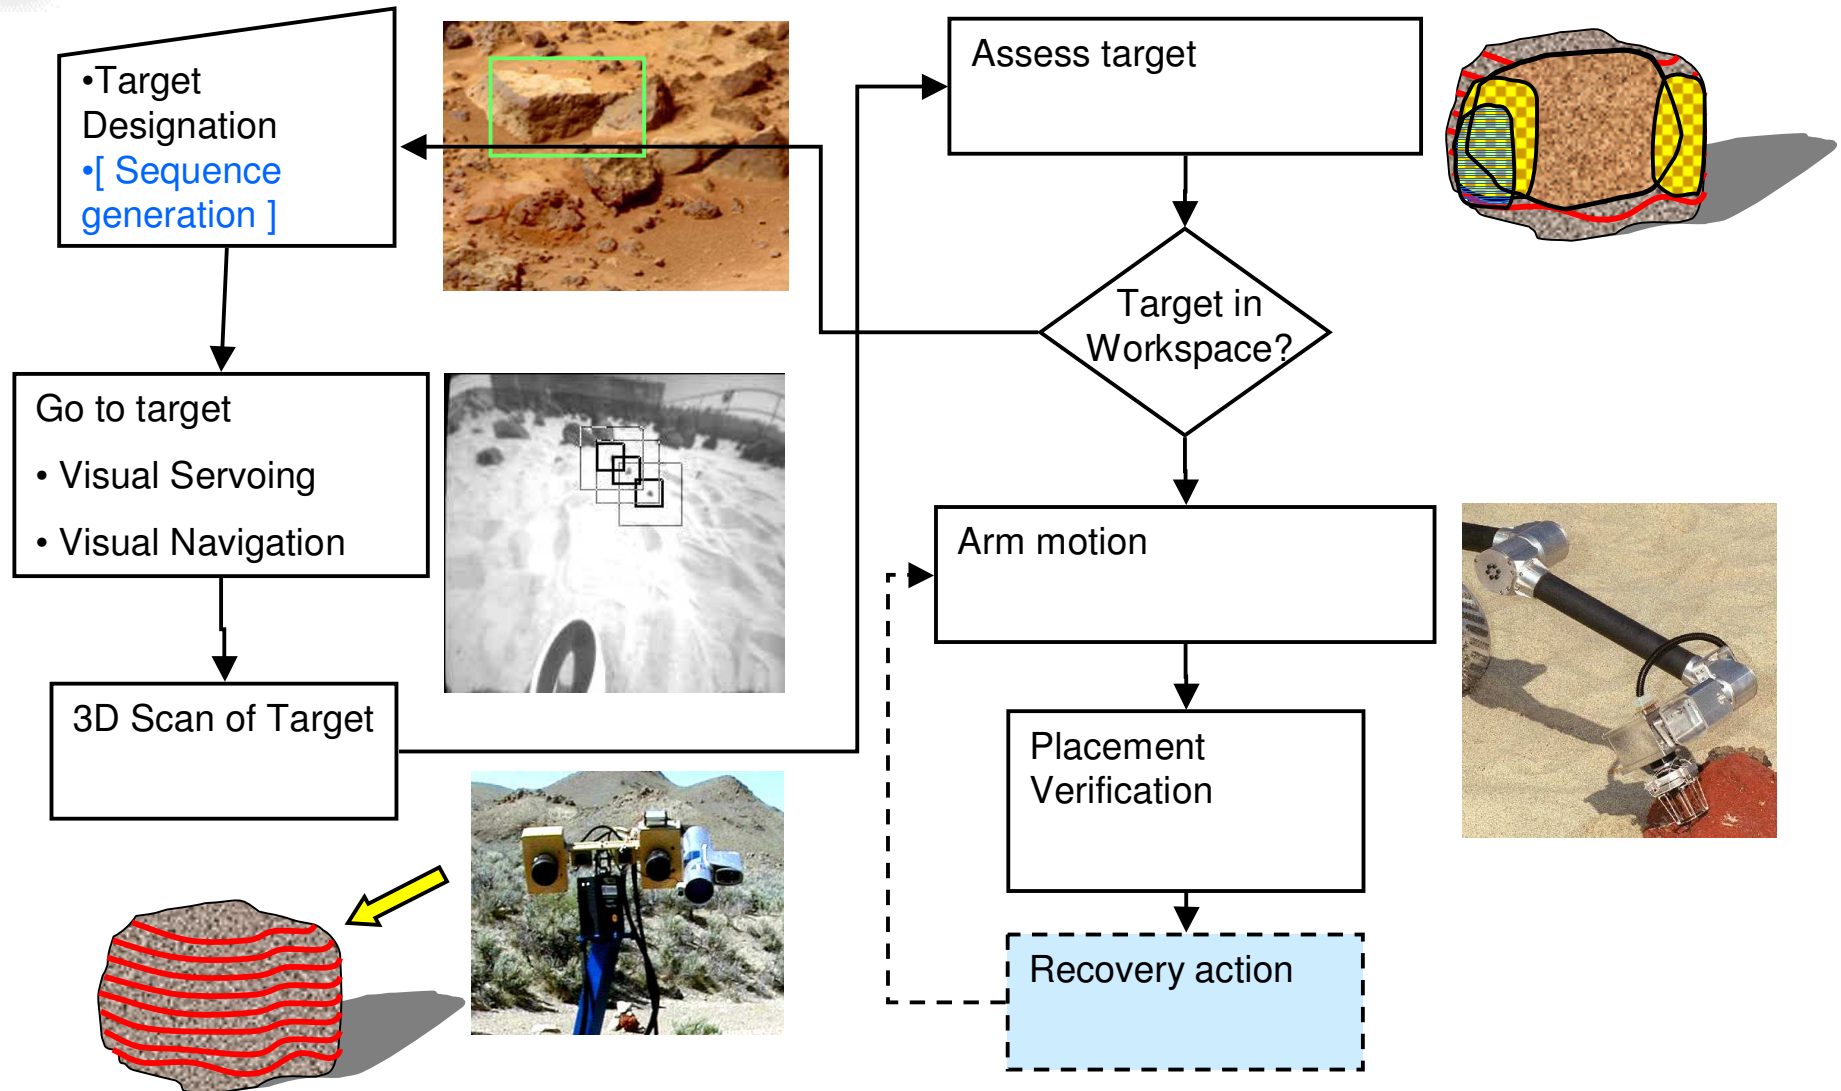 •Target
Designation
•[ Sequence
generation ]
Go to target
• Visual Servoing
• Visual Navigation
3D Scan of Target
Assess target
Target in
Workspace?
Arm motion
Placement
Verification
Recovery action